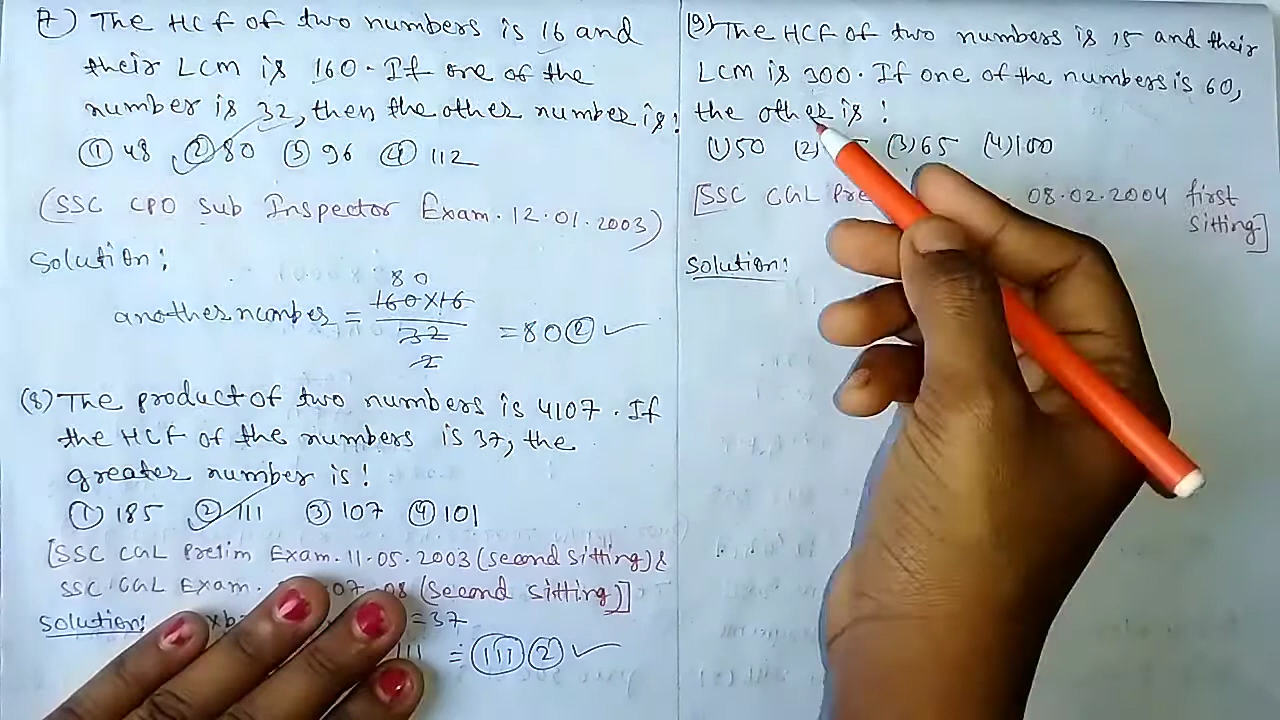 7) The HCF of two numbers is 16 and
their LCM is 160. If one of the
number is 32, then the other number is:
① 48 ② 80 ③ 96 ④ 112
(SSC CPO Sub Inspector Exam. 12.01.2003)
Solution:
80
another number = 160×16
32
= 80 ②
2
(8) The product of two numbers is 4107. If
the HCF of the numbers is 37, the
greater number is!
① 185 ② 111 ③ 107 ④ 101
[SSC CGL Prelim Exam. 11.05.2003 (second sitting) &
SSC CGL Exam. 07.08 (Second sitting)]
solution: =37
111 = 111 ②
(9) The HCF of two numbers is 15 and their
LCM is 300. If one of the numbers is 60,
the other is!
(1) 50 (2) (3) 65 (4) 100
[SSC CGL 08.02.2004 first
sitting]
solution: